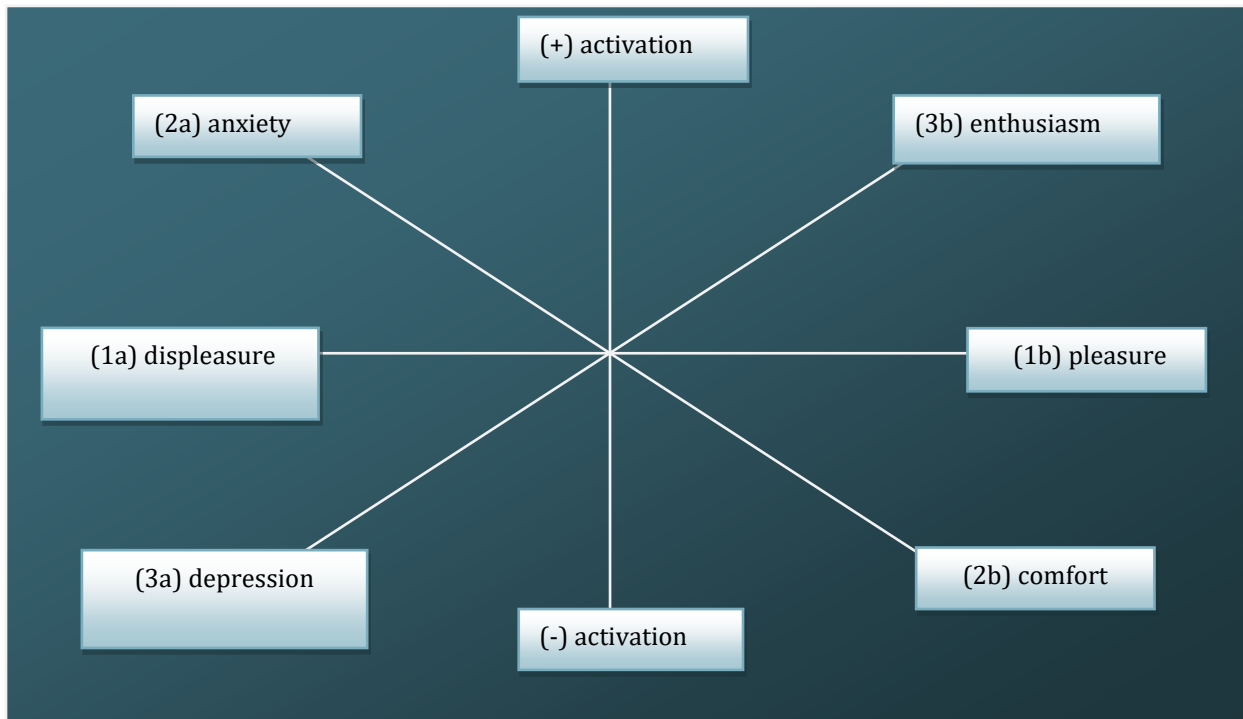 (+) activation
(2a) anxiety
(3b) enthusiasm
(1a) displeasure
(1b) pleasure
(3a) depression
(2b) comfort
(-) activation